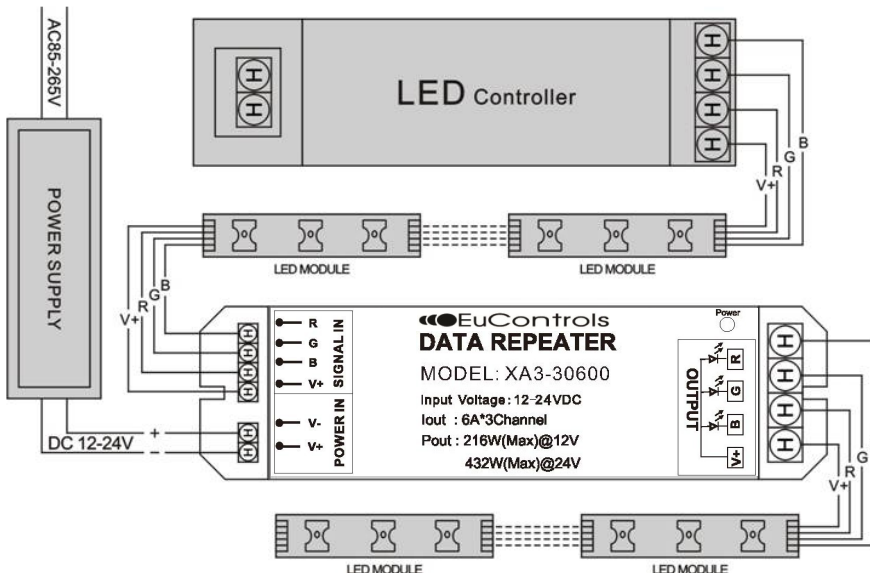 AC85-265V
POWER SUPPLY
DC 12-24V
+
−
LED Controller
V+
R
G
B
LED MODULE
LED MODULE
V+
R
G
B
R
G
B
V+
SIGNAL IN
V-
V+
POWER IN
EuControls
DATA REPEATER
MODEL: XA3-30600
Input Voltage: 12-24VDC
Iout : 6A*3Channel
Pout : 216W(Max)@12V
432W(Max)@24V
Power
OUTPUT
R
G
B
V+
V+
R
G
LED MODULE
LED MODULE